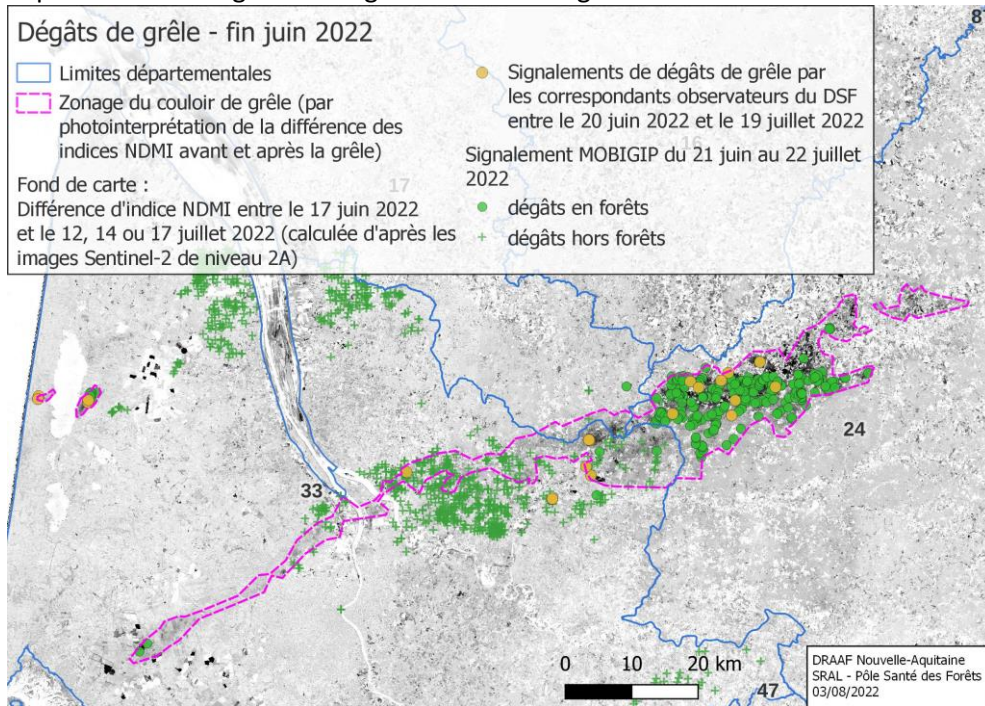 Dégâts de grêle - fin juin 2022
Limites départementales
Zonage du couloir de grêle (par
photointerprétation de la différence des
indices NDMI avant et après la grêle)
Fond de carte :
Différence d'indice NDMI entre le 17 juin 2022
et le 12, 14 ou 17 juillet 2022 (calculée d'après les
images Sentinel-2 de niveau 2A)
Signalements de dégâts de grêle par
les correspondants observateurs du DSF
entre le 20 juin 2022 et le 19 juillet 2022
Signalement MOBIGIP du 21 juin au 22 juillet
2022
dégâts en forêts
dégâts hors forêts
16
17
24
33
0 10 20 km
47
DRAAF Nouvelle-Aquitaine
SRAL - Pôle Santé des Forêts
03/08/2022